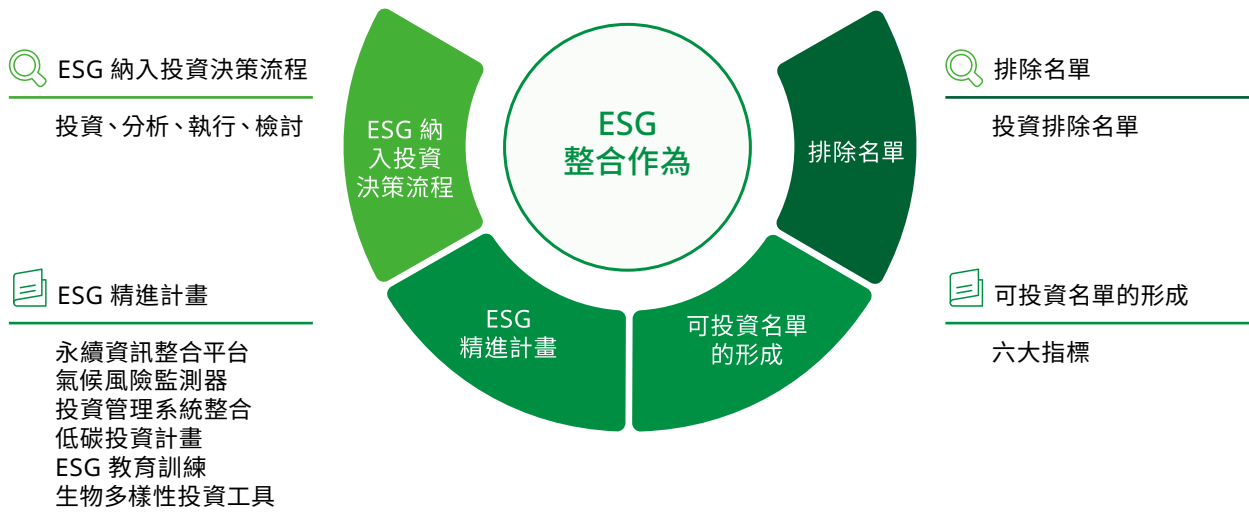 ESG 納入投資決策流程
投資、分析、執行、檢討
ESG 精進計畫
永續資訊整合平台
氣候風險監測器
投資管理系統整合
低碳投資計畫
ESG 教育訓練
生物多樣性投資工具
ESG
整合作為
ESG 納
入投資
決策流程
ESG
精進計畫
可投資名單
的形成
排除名單
排除名單
投資排除名單
可投資名單的形成
六大指標